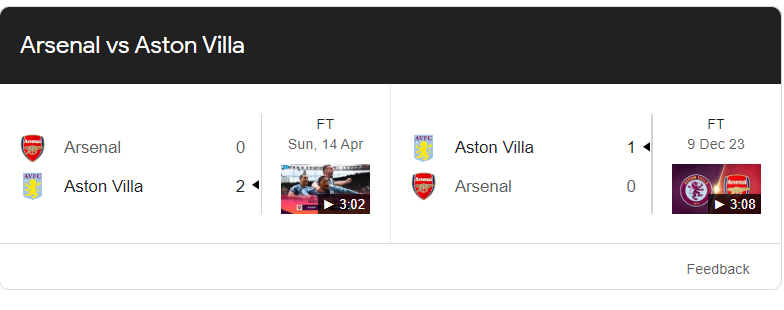 Arsenal vs Aston Villa
Arsenal 0
Aston Villa 2
FT
Sun, 14 Apr
3:02
Aston Villa 1
Arsenal 0
FT
9 Dec 23
3:08
Feedback